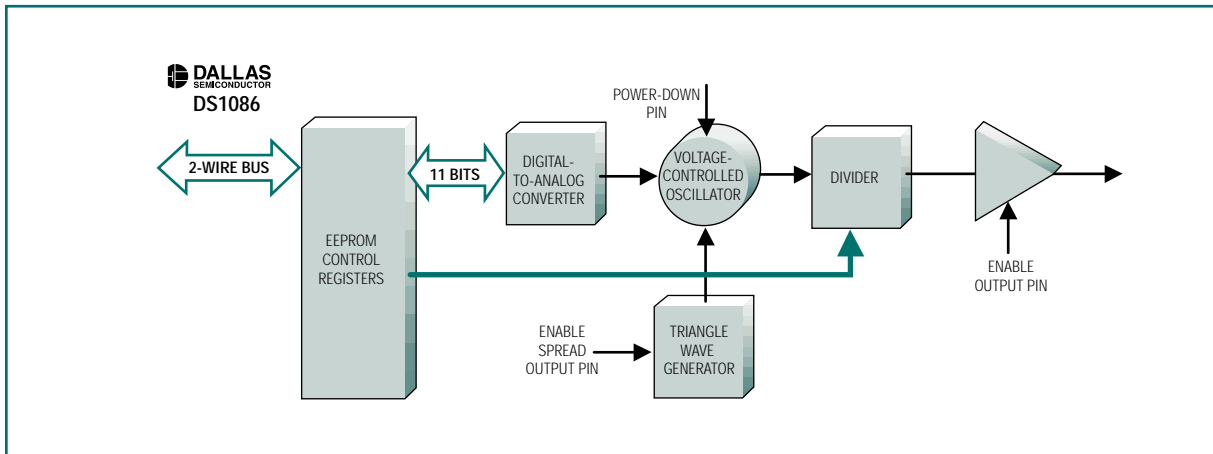 DALLAS
SEMICONDUCTOR
DS1086
2-WIRE BUS
EEPROM
CONTROL
REGISTERS
11 BITS
DIGITAL-
TO-ANALOG
CONVERTER
POWER-DOWN
PIN
VOLTAGE-
CONTROLLED
OSCILLATOR
DIVIDER
ENABLE
OUTPUT PIN
ENABLE
SPREAD
OUTPUT PIN
TRIANGLE
WAVE
GENERATOR